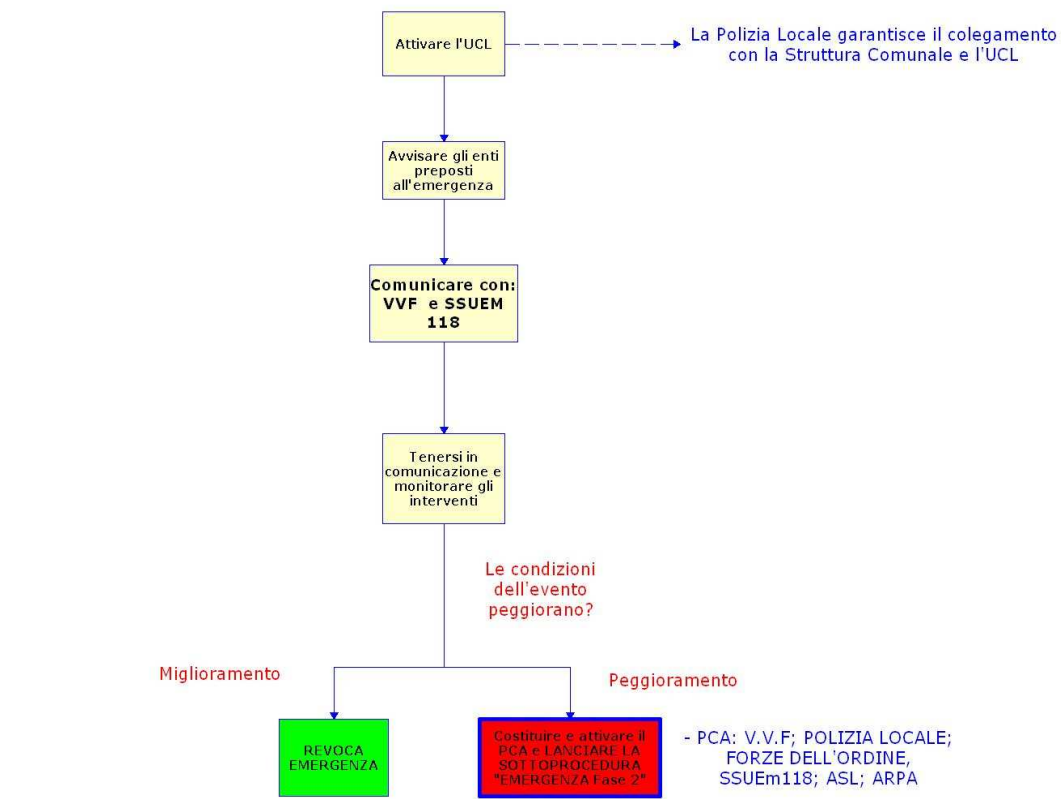 Attivare l'UCL
La Polizia Locale garantisce il colegamento
con la Struttura Comunale e l'UCL
Avvisare gli enti
preposti
all'emergenza
Comunicare con:
VVF e SSUEM
118
Tenersi in
comunicazione e
monitorare gli
interventi
Le condizioni
dell'evento
peggiorano?
Miglioramento
Peggioramento
REVOCA
EMERGENZA
Costituire e attivare il
PCA e LANCIARE LA
SOTTOPROCEDURA
"EMERGENZA Fase 2"
- PCA: V.V.F; POLIZIA LOCALE;
FORZE DELL'ORDINE,
SSUEm118; ASL; ARPA